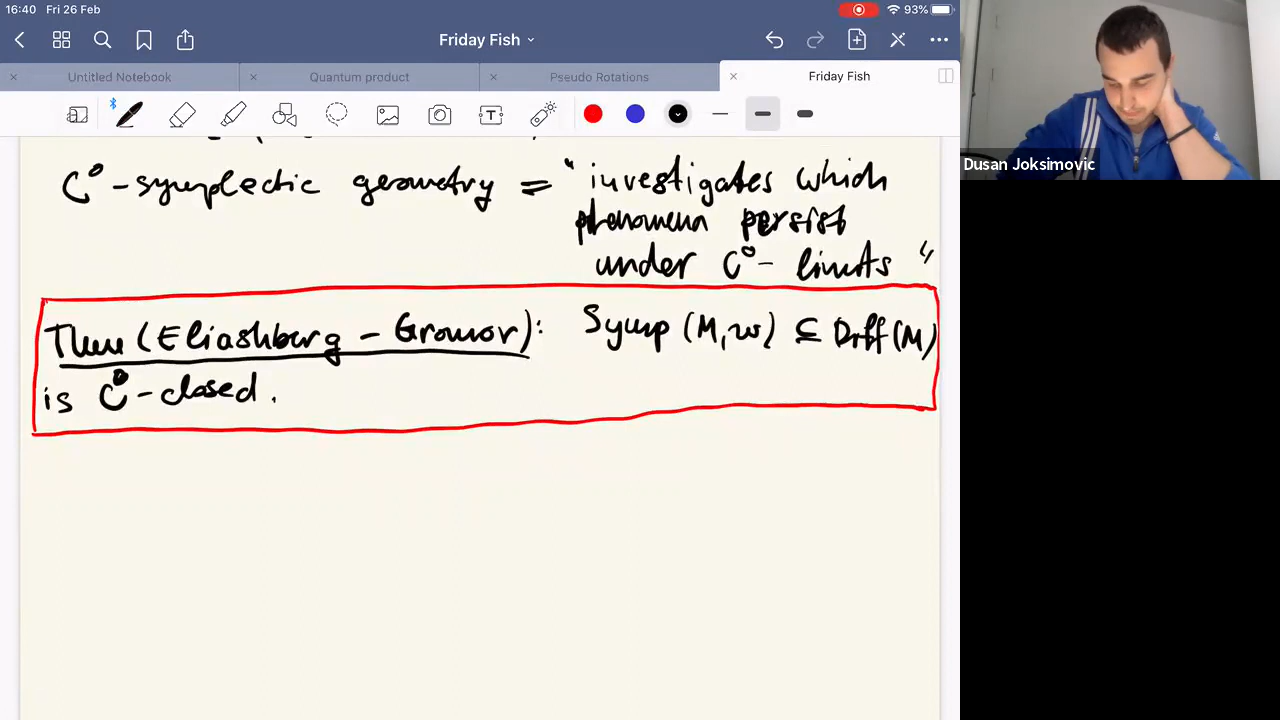 16:40 Fri 26 Feb
93%
Friday Fish
Untitled Notebook
Quantum product
Pseudo Rotations
Friday Fish
Dusan Joksimovic
C⁰-symplectic geometry = "investigates which
phenomena persist
under C⁰- limits "
Thm (Eliashberg - Gromov): Symp (M,ω) ⊆ Diff(M)
is C⁰-closed.